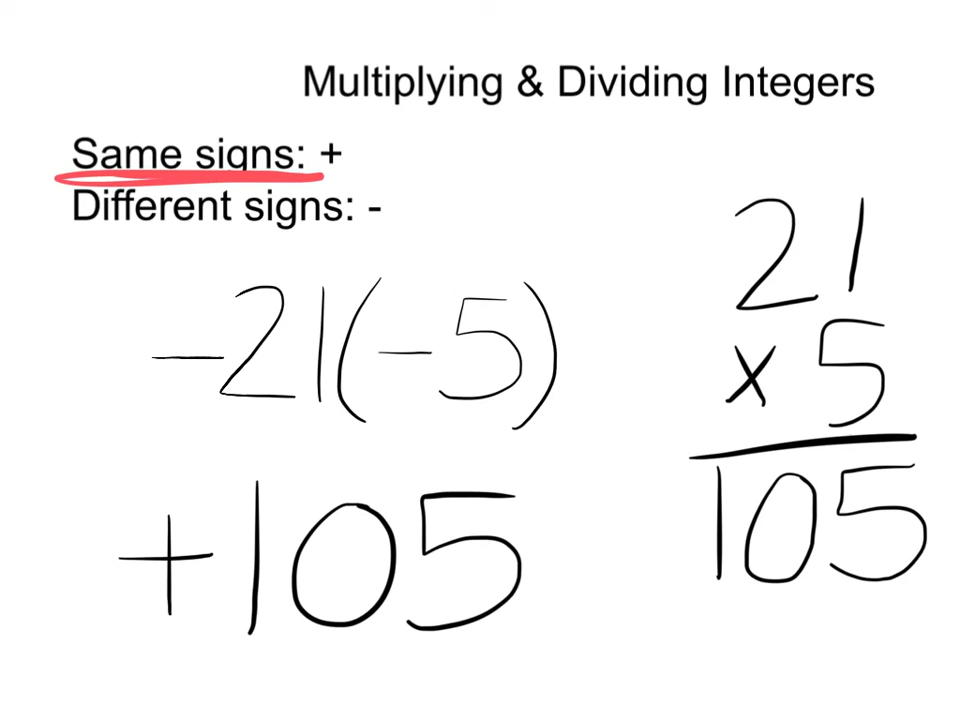 Multiplying & Dividing Integers
Same signs: +
Different signs: -
-21(-5)
+105
21
x 5
105